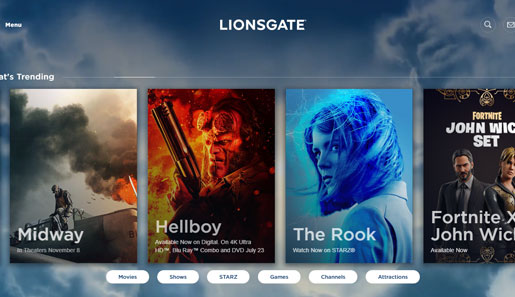 Menu
LIONSGATE
at's Trending
Midway
In Theaters November 8
Hellboy
Available Now on Digital. On 4K Ultra
HD™, Blu Ray™ Combo and DVD July 23
The Rook
Watch Now on STARZ®
FORTNITE
JOHN WIC
SET
Fortnite X
John Wick
Available Now
Movies
Shows
STARZ
Games
Channels
Attractions